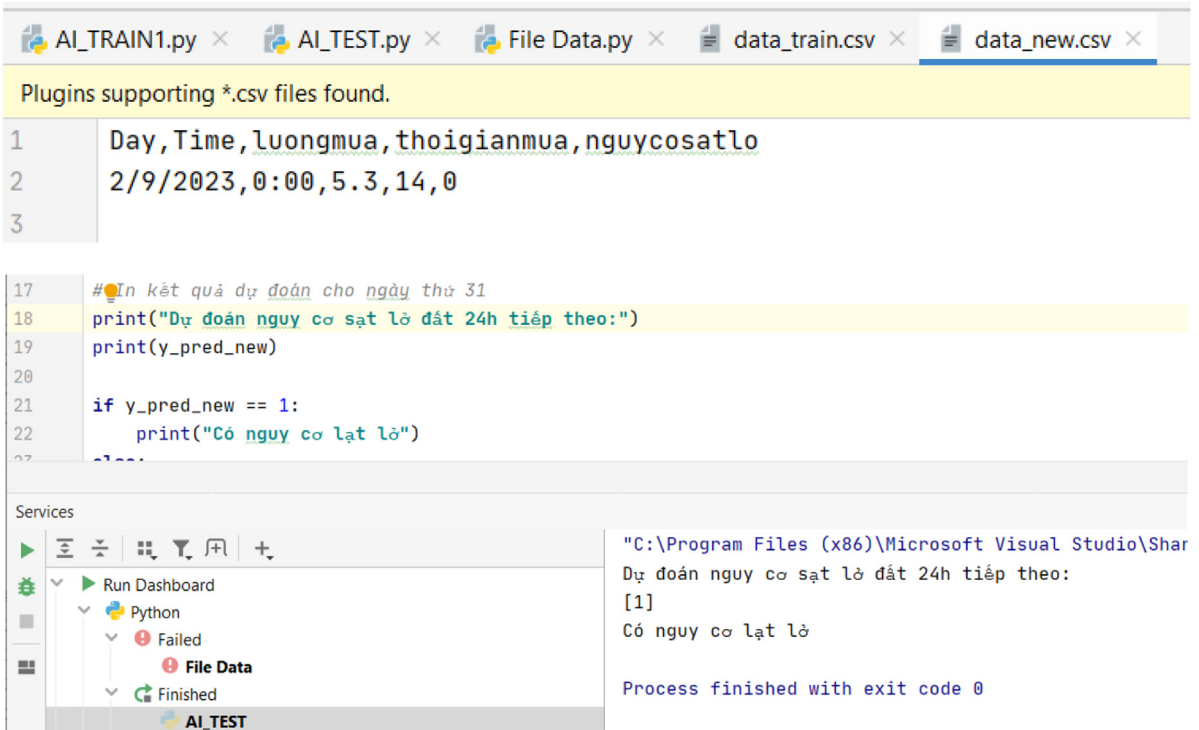 AI_TRAIN1.py AI_TEST.py File Data.py data_train.csv data_new.csv
Plugins supporting *.csv files found.
1 Day,Time,luongmua,thoigianmua,nguycosatlo
2 2/9/2023,0:00,5.3,14,0
3
17 #In kết quả dự đoán cho ngày thứ 31
18 print("Dự đoán nguy cơ sạt lở đất 24h tiếp theo:")
19 print(y_pred_new)
20
21 if y_pred_new == 1:
22 print("Có nguy cơ lạt lở")
23 else:
Services
Run Dashboard
Python
Failed
File Data
Finished
AI_TEST
"C:\Program Files (x86)\Microsoft Visual Studio\Shar
Dự đoán nguy cơ sạt lở đất 24h tiếp theo:
[1]
Có nguy cơ lạt lở
Process finished with exit code 0